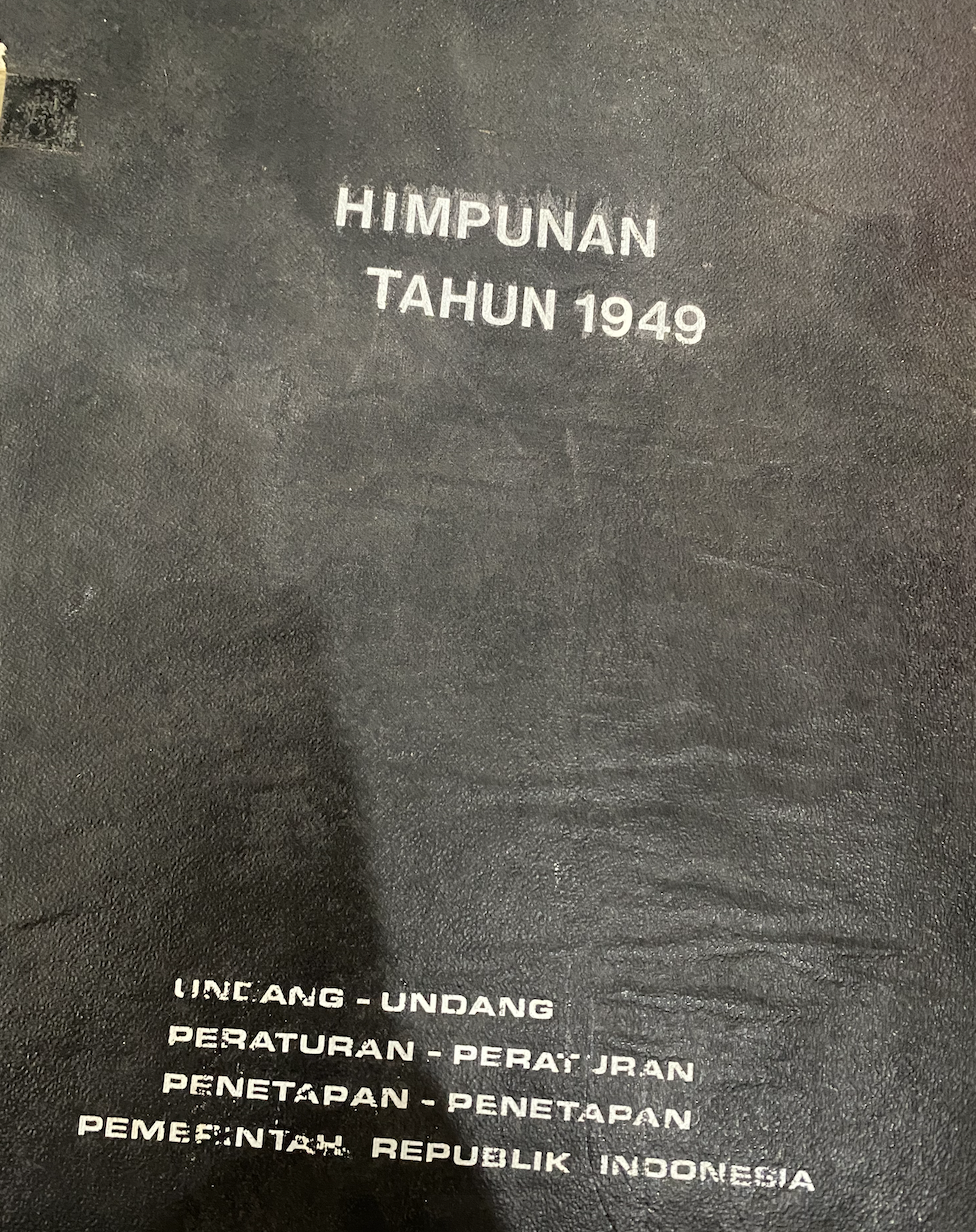 HIMPUNAN
TAHUN 1949
UNDANG - UNDANG
PERATURAN - PERATURAN
PENETAPAN - PENETAPAN
PEMERINTAH REPUBLIK INDONESIA